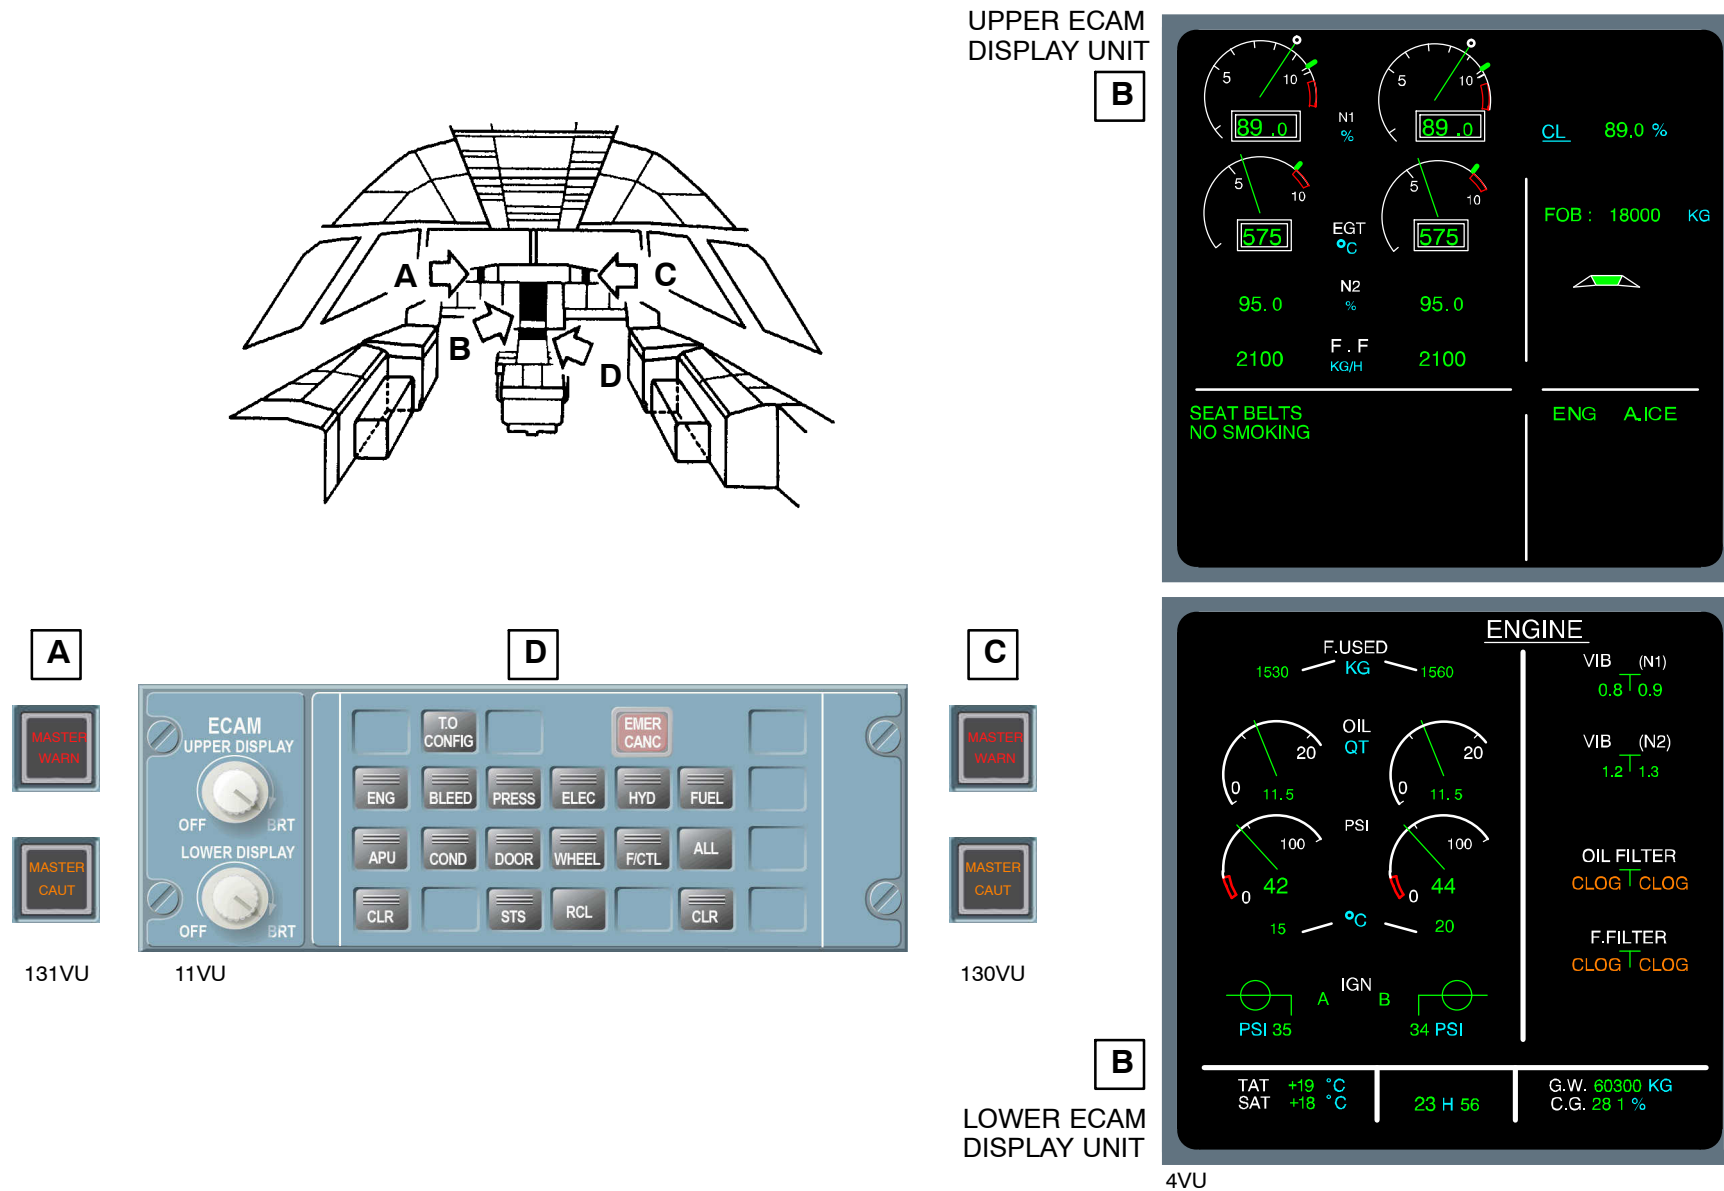 UPPER ECAM
DISPLAY UNIT
B
5 10
5 10
89 .0 N1 89 .0
%
CL 89.0 %
5 10
5 10
575 EGT 575
°C
FOB : 18000 KG
N2
95.0 % 95.0
F . F
2100 KG/H 2100
SEAT BELTS
NO SMOKING
ENG A.ICE
A
C
B
D
A
MASTER
WARN
MASTER
CAUT
131VU
D
ECAM
UPPER DISPLAY
OFF BRT
LOWER DISPLAY
OFF BRT
T.O
CONFIG
EMER
CANC
ENG BLEED PRESS ELEC HYD FUEL
APU COND DOOR WHEEL F/CTL ALL
CLR STS RCL CLR
11VU
C
MASTER
WARN
MASTER
CAUT
130VU
ENGINE
F.USED
1530 KG 1560
OIL
QT
0 20
11.5
0 20
11.5
PSI
0 100
42
0 100
44
15 °C 20
IGN
A B
PSI 35 34 PSI
VIB (N1)
0.8 0.9
VIB (N2)
1.2 1.3
OIL FILTER
CLOG CLOG
F.FILTER
CLOG CLOG
TAT +19 °C
SAT +18 °C
23 H 56
G.W. 60300 KG
C.G. 28 1 %
B
LOWER ECAM
DISPLAY UNIT
4VU